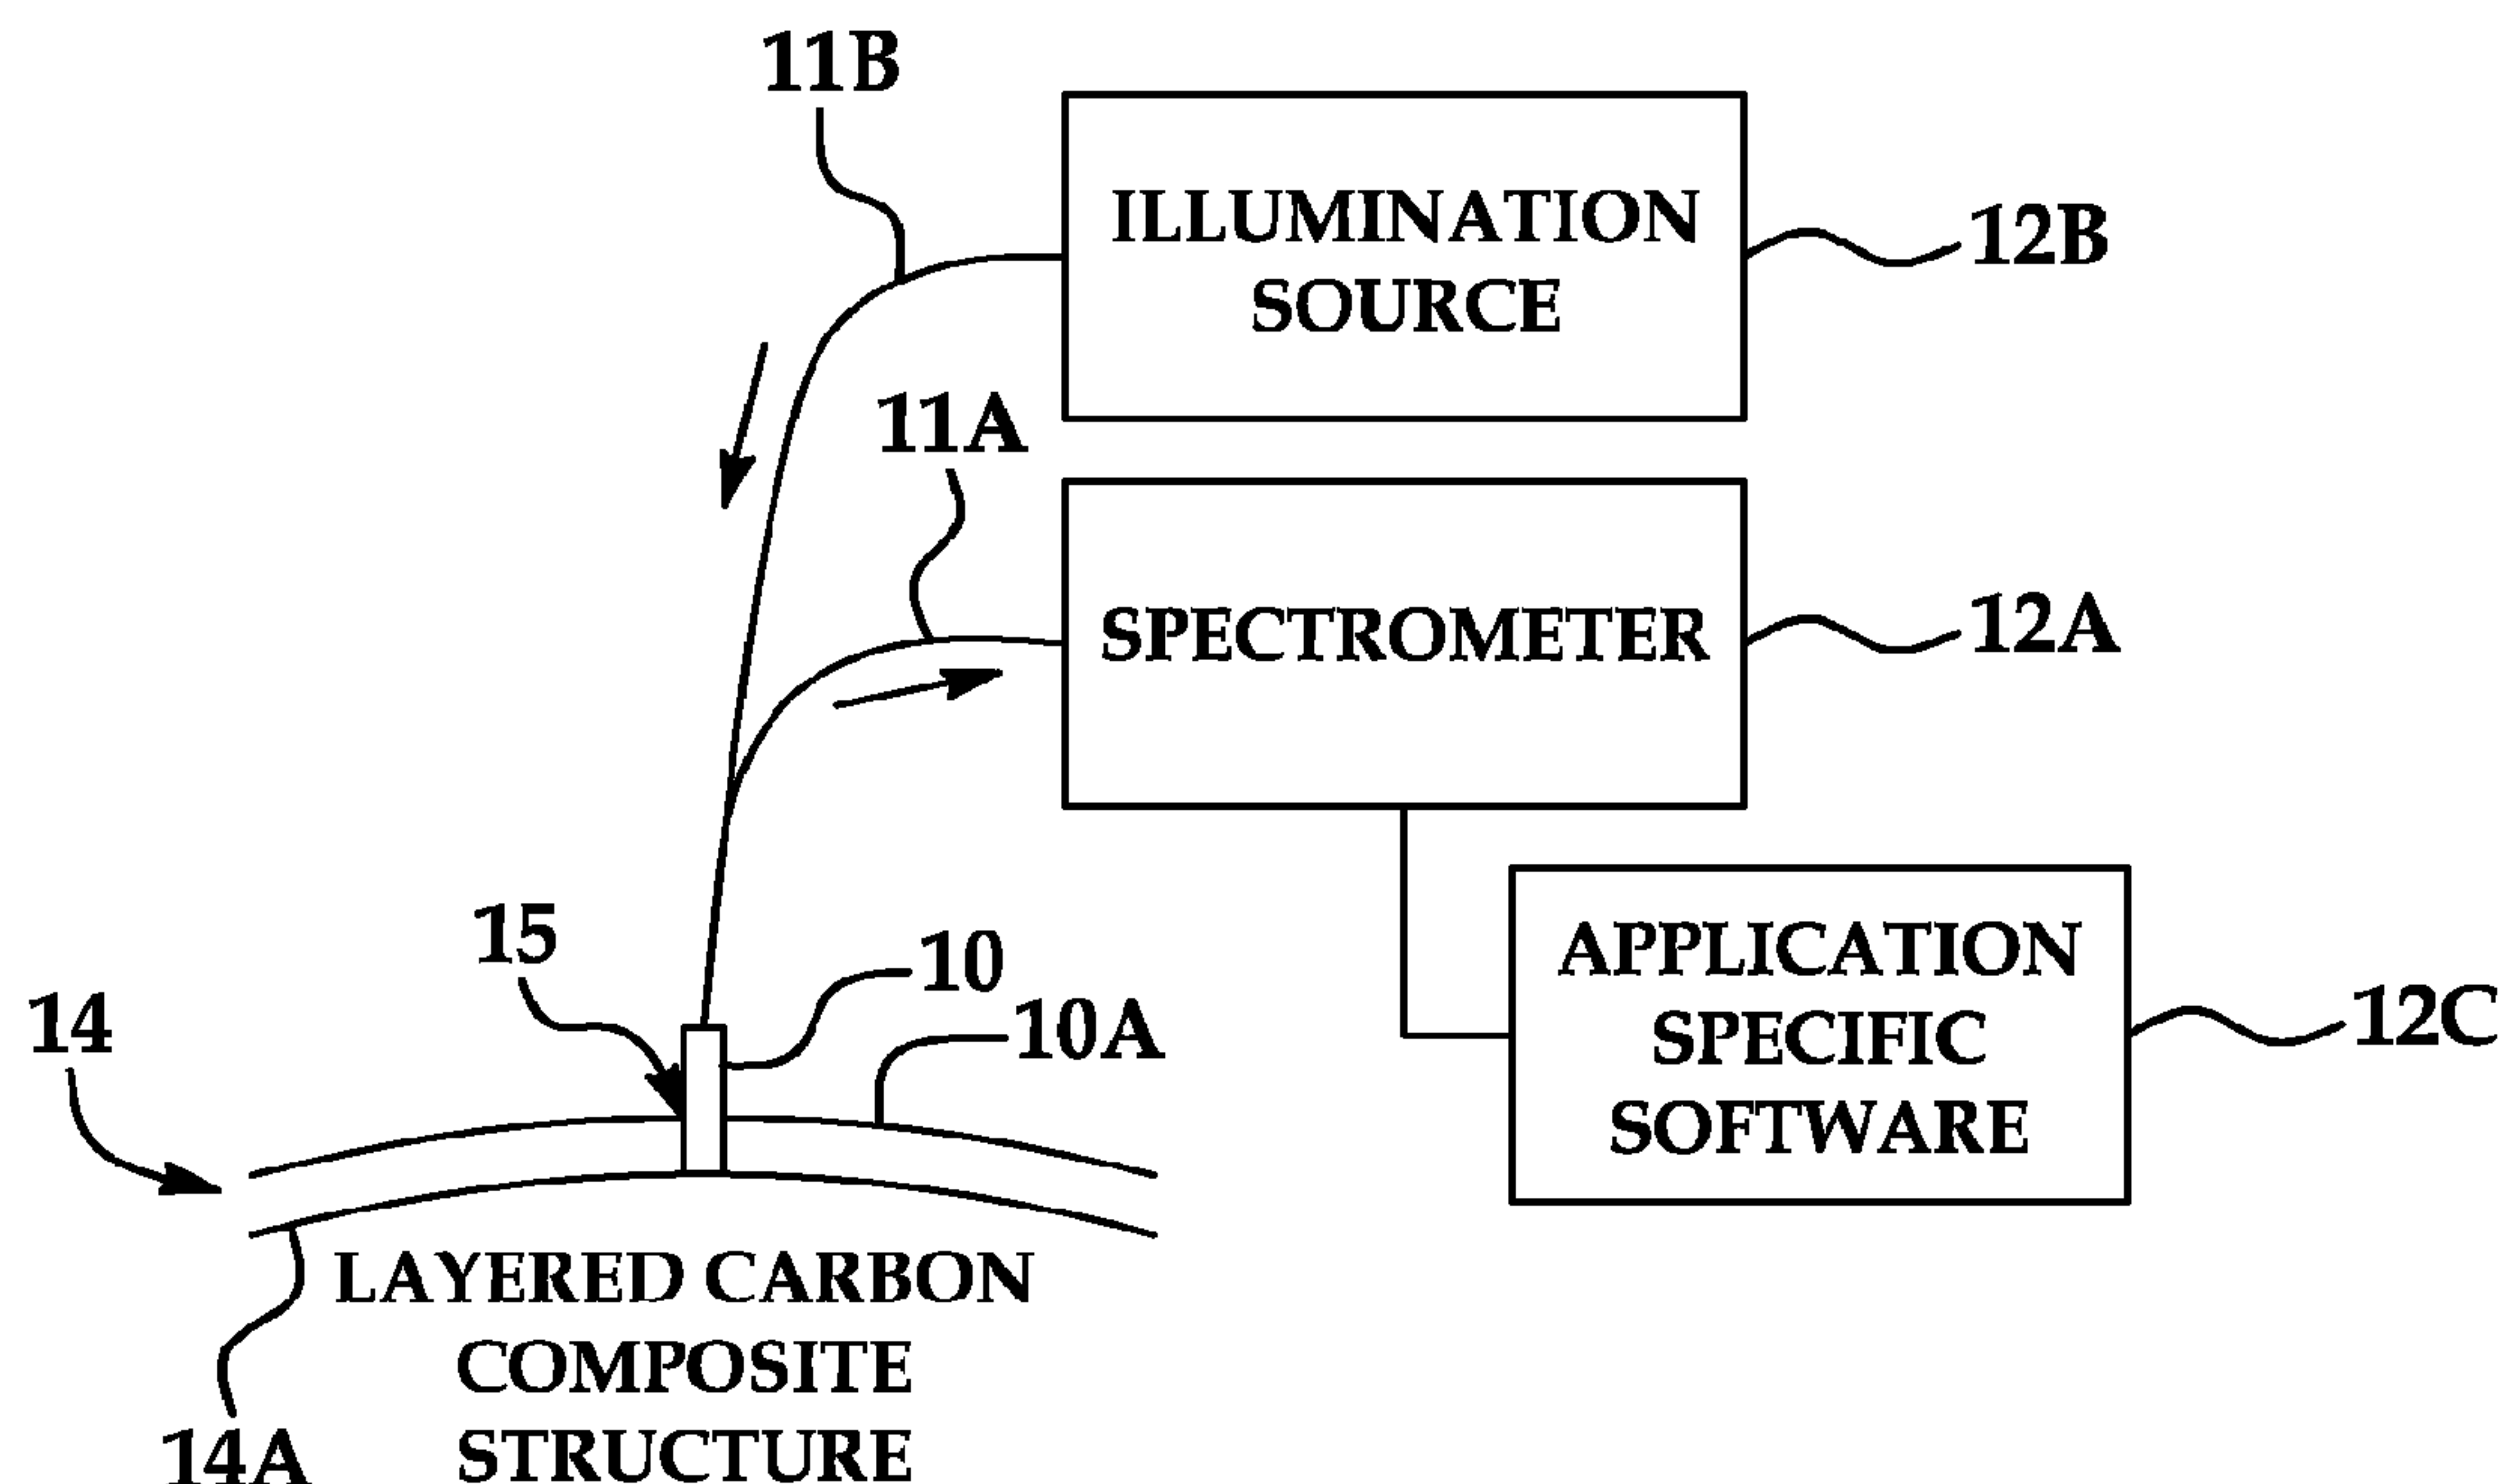 11B
ILLUMINATION
SOURCE
12B
11A
SPECTROMETER
12A
15
10
10A
14
APPLICATION
SPECIFIC
SOFTWARE
12C
LAYERED CARBON
COMPOSITE
STRUCTURE
14A